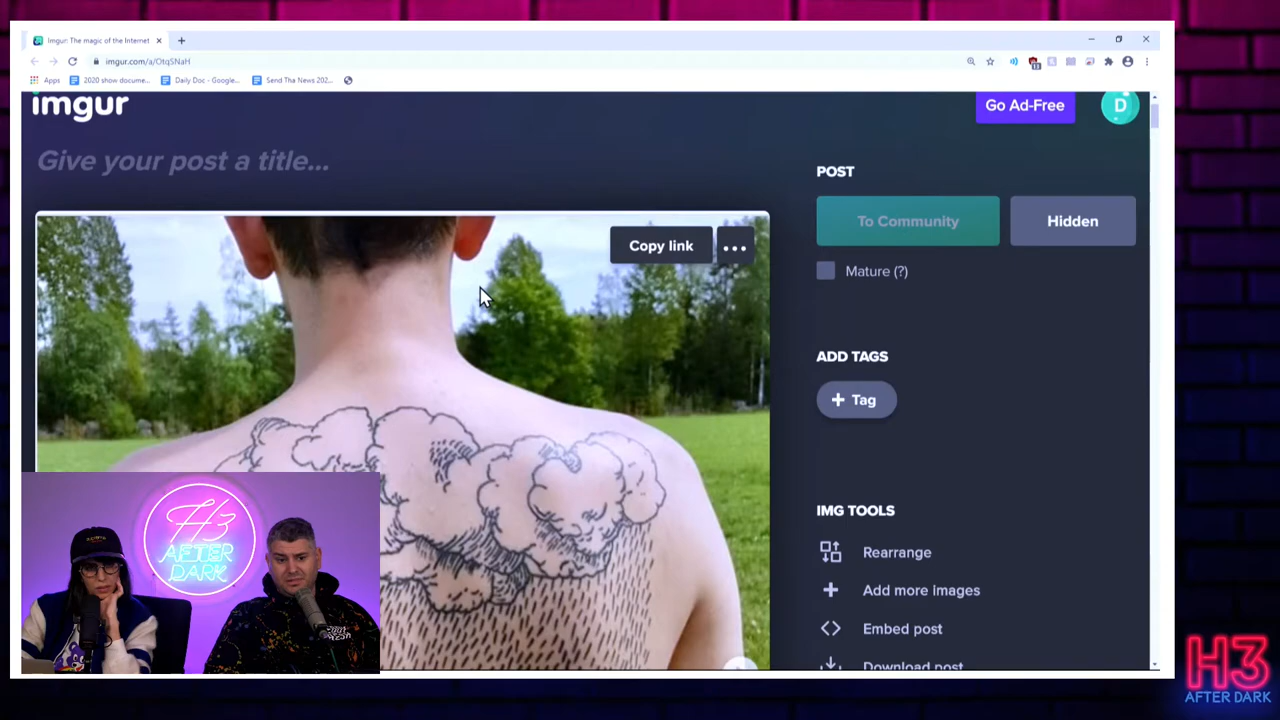 Imgur: The magic of the Internet
imgur.com/a/OtqSNaH
Apps
2020 show docume...
Daily Doc - Google...
Send Tha News 202...
imgur
Go Ad-Free
D
Give your post a title...
POST
To Community
Hidden
Mature (?)
Copy link
ADD TAGS
+ Tag
IMG TOOLS
Rearrange
Add more images
Embed post
Download post
H3
AFTER
DARK
H3
AFTER DARK